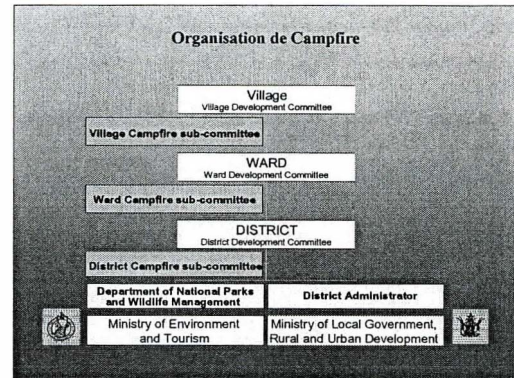 Organisation de Campfire
Village
Village Development Committee
Village Campfire sub-committee
WARD
Ward Development Committee
Ward Campfire sub-committee
DISTRICT
District Development Committee
District Campfire sub-committee
Department of National Parks
and Wildlife Management
District Administrator
Ministry of Environment
and Tourism
Ministry of Local Government,
Rural and Urban Development